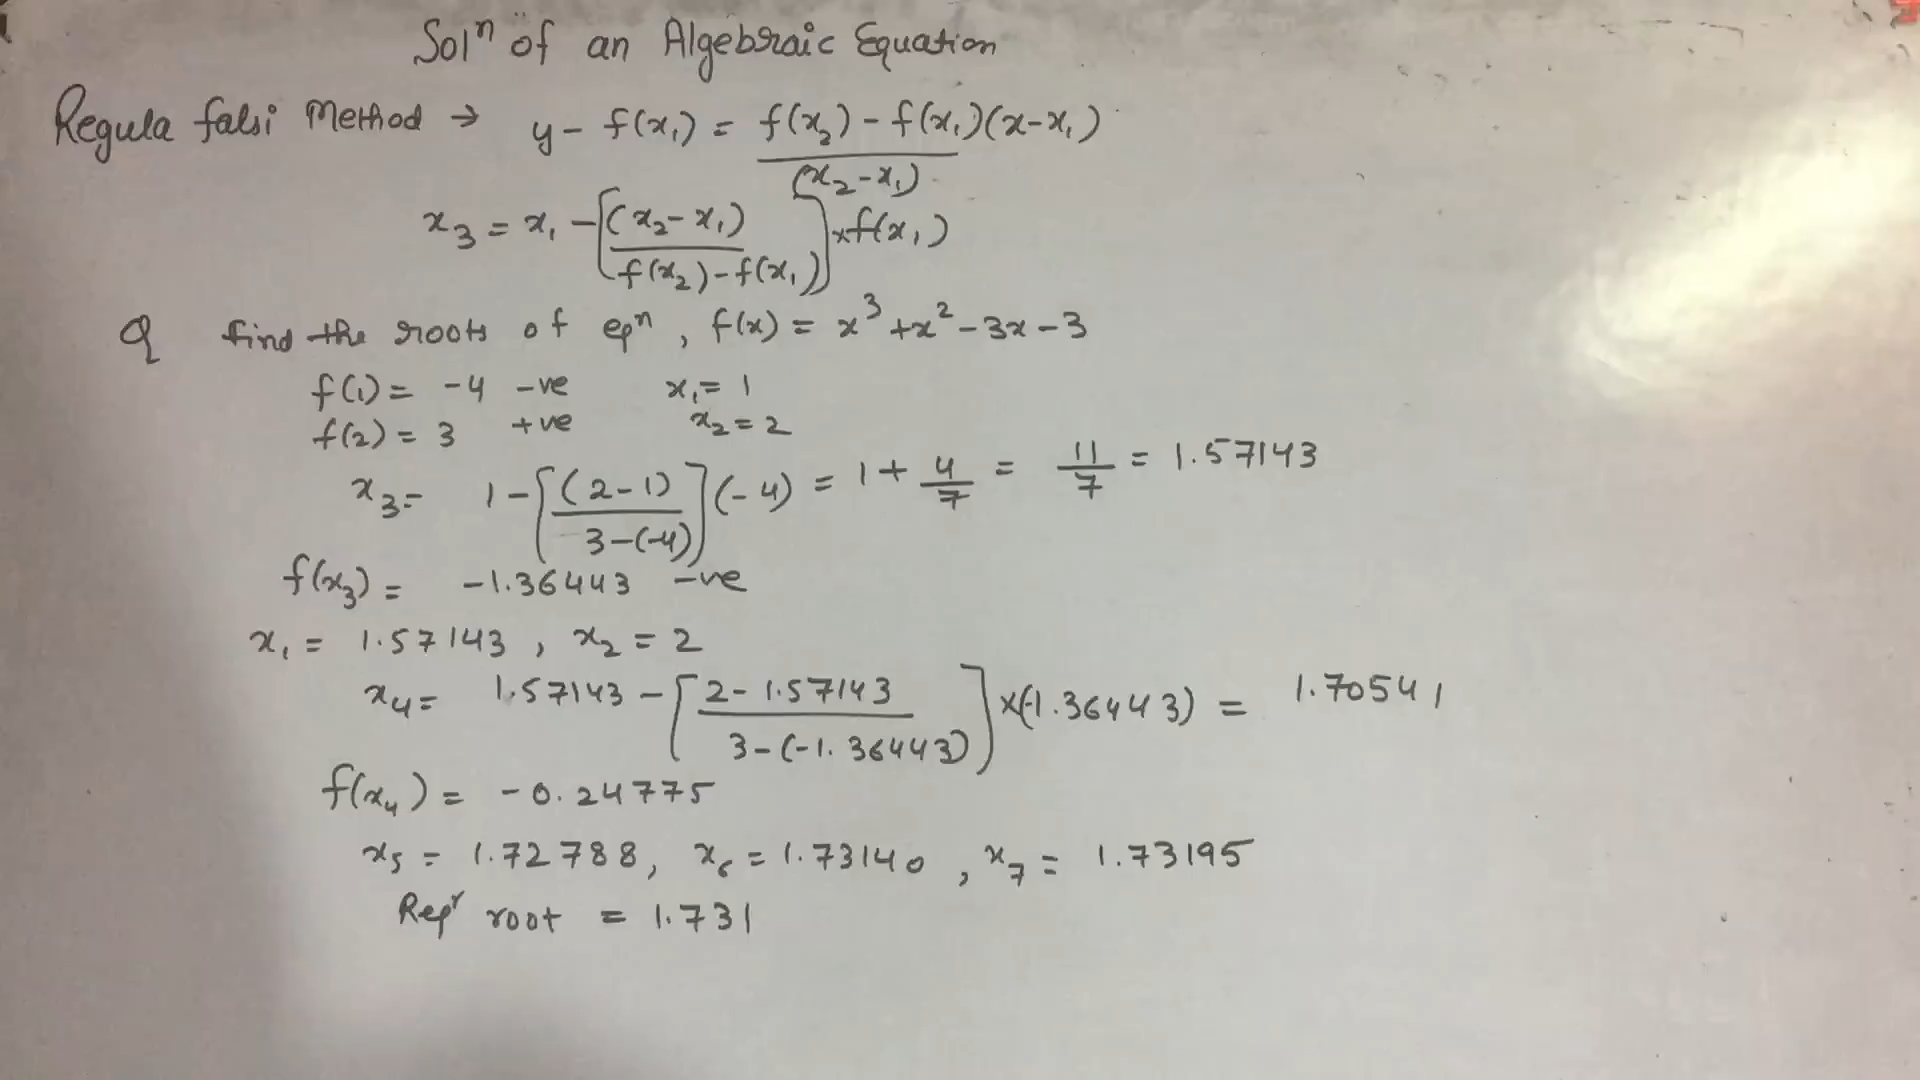 Solⁿ of an Algebraic Equation
Regula falsi Method → y - f(x₁) = f(x₂) - f(x₁)(x-x₁)
(x₂-x₁)
x₃ = x₁ - [(x₂-x₁)
f(x₂)-f(x₁)] × f(x₁)
Q find the roots of eqⁿ, f(x) = x³+x²-3x-3
f(1) = -4 -ve x₁ = 1
f(2) = 3 +ve x₂ = 2
x₃ = 1 - [(2-1)
3-(-4)] (-4) = 1 + 4/7 = 11/7 = 1.57143
f(x₃) = -1.36443 -ve
x₁ = 1.57143, x₂ = 2
x₄ = 1.57143 - [2-1.57143
3-(-1.36443)] ×(-1.36443) = 1.70541
f(x₄) = -0.24775
x₅ = 1.72788, x₆ = 1.73140, x₇ = 1.73195
Reqʳ root = 1.731